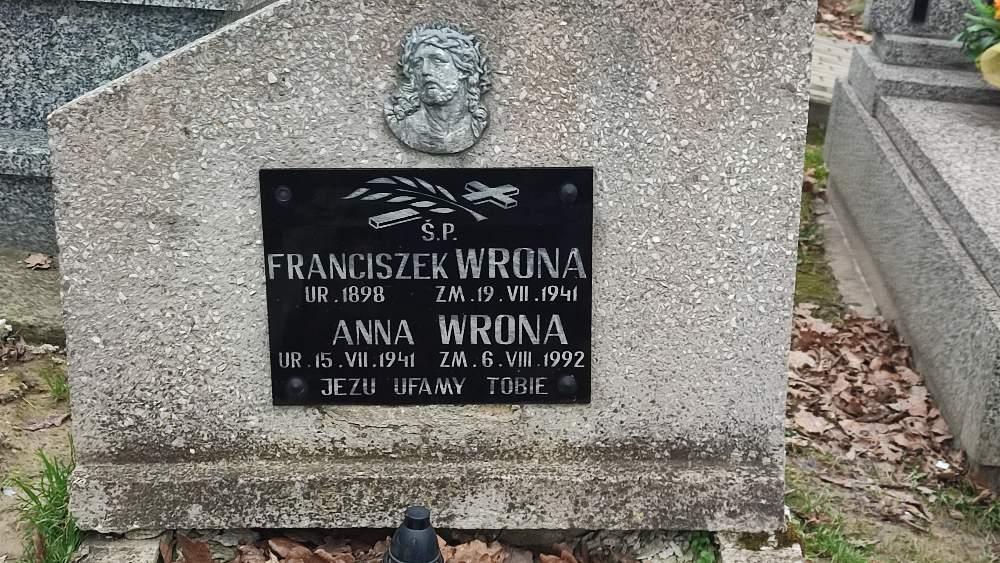 Ś.P.
FRANCISZEK WRONA
UR. 1898 ZM. 19. VII. 1941
ANNA WRONA
UR. 15. VII. 1941 ZM. 6. VIII. 1992
JEZU UFAMY TOBIE